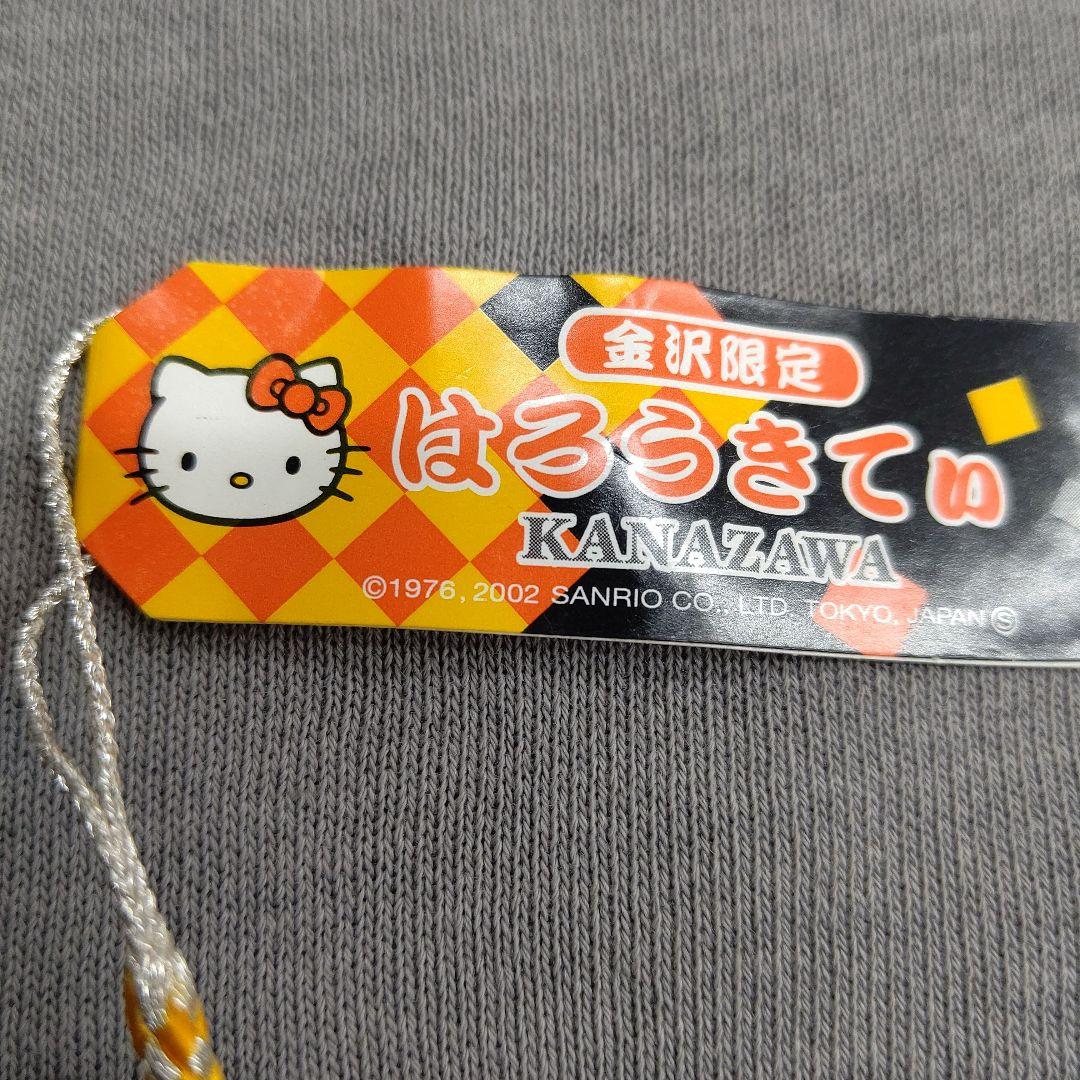 金沢限定
はろうきてぃ
KANAZAWA
©1976, 2002 SANRIO CO., LTD. TOKYO, JAPAN Ⓢ